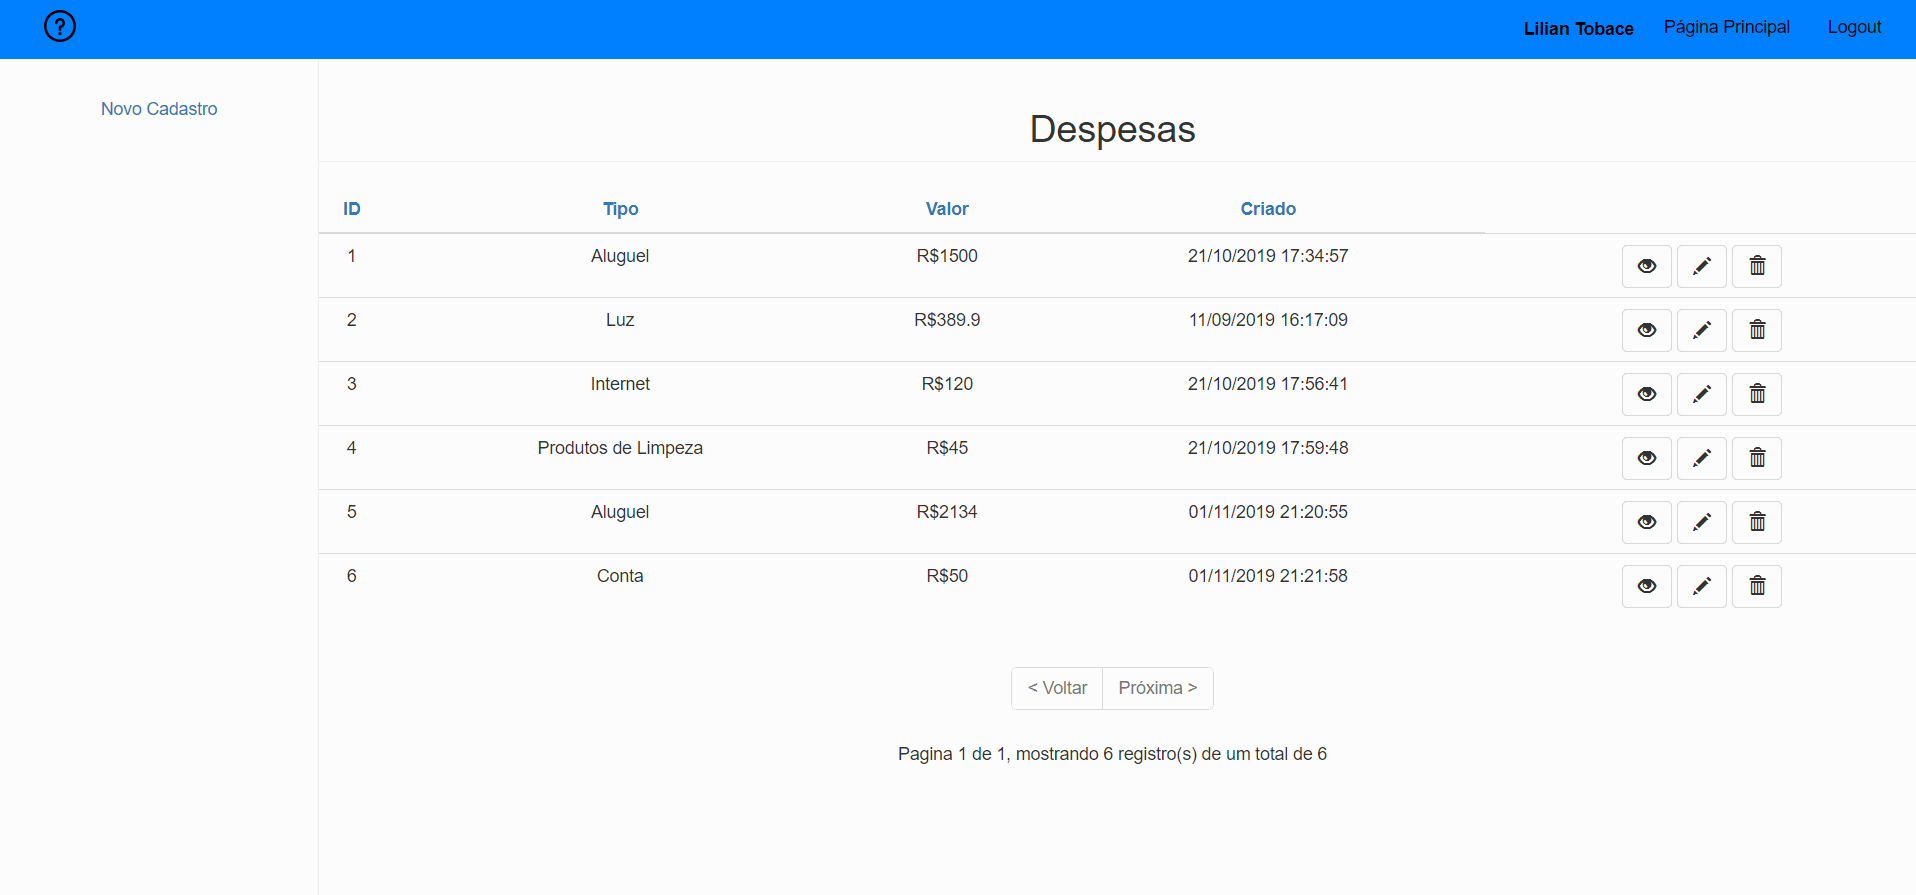 ? Lilian Tobace Página Principal Logout
Novo Cadastro
Despesas
ID Tipo Valor Criado
1 Aluguel R$1500 21/10/2019 17:34:57
2 Luz R$389.9 11/09/2019 16:17:09
3 Internet R$120 21/10/2019 17:56:41
4 Produtos de Limpeza R$45 21/10/2019 17:59:48
5 Aluguel R$2134 01/11/2019 21:20:55
6 Conta R$50 01/11/2019 21:21:58
< Voltar Próxima >
Pagina 1 de 1, mostrando 6 registro(s) de um total de 6